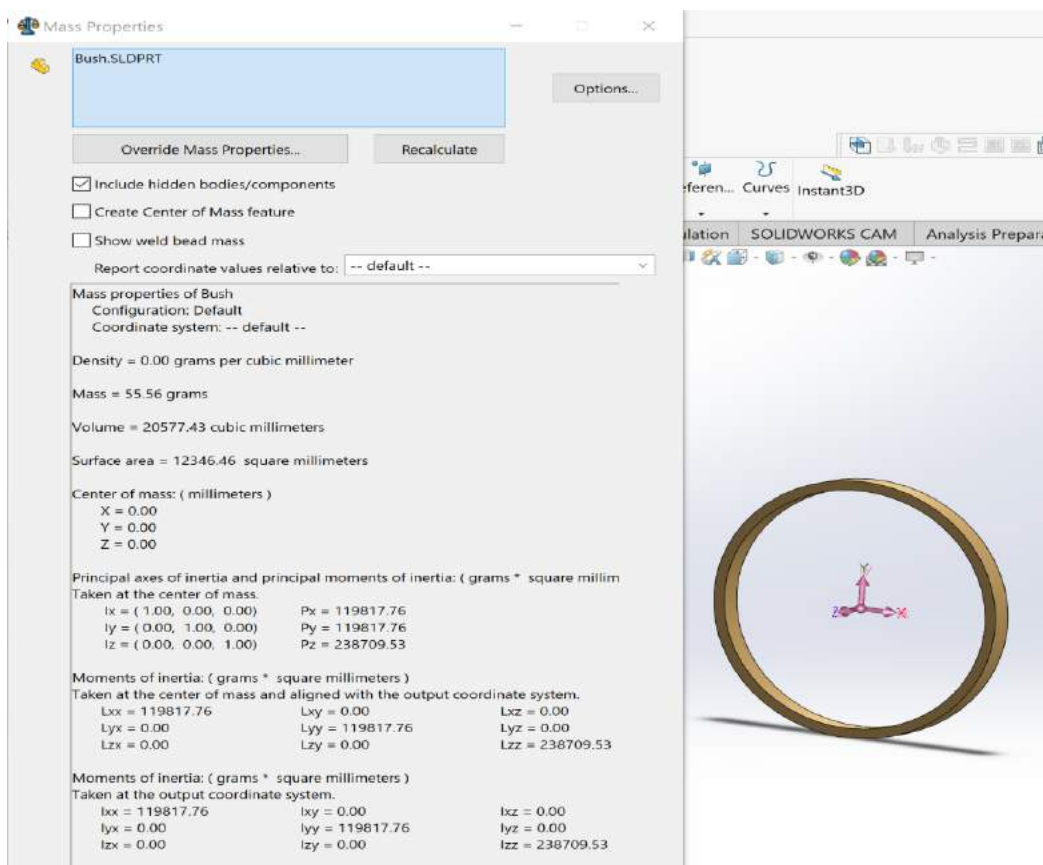 Mass Properties
Bush.SLDPRT
Options...
Override Mass Properties...
Recalculate
Include hidden bodies/components
Create Center of Mass feature
Show weld bead mass
Report coordinate values relative to: -- default --
Mass properties of Bush
Configuration: Default
Coordinate system: -- default --
Density = 0.00 grams per cubic millimeter
Mass = 55.56 grams
Volume = 20577.43 cubic millimeters
Surface area = 12346.46 square millimeters
Center of mass: ( millimeters )
X = 0.00
Y = 0.00
Z = 0.00
Principal axes of inertia and principal moments of inertia: ( grams * square millim
Taken at the center of mass.
Ix = ( 1.00, 0.00, 0.00) Px = 119817.76
Iy = ( 0.00, 1.00, 0.00) Py = 119817.76
Iz = ( 0.00, 0.00, 1.00) Pz = 238709.53
Moments of inertia: ( grams * square millimeters )
Taken at the center of mass and aligned with the output coordinate system.
Lxx = 119817.76 Lxy = 0.00 Lxz = 0.00
Lyx = 0.00 Lyy = 119817.76 Lyz = 0.00
Lzx = 0.00 Lzy = 0.00 Lzz = 238709.53
Moments of inertia: ( grams * square millimeters )
Taken at the output coordinate system.
Ixx = 119817.76 Ixy = 0.00 Ixz = 0.00
Iyx = 0.00 Iyy = 119817.76 Iyz = 0.00
Izx = 0.00 Izy = 0.00 Izz = 238709.53
eferen... Curves Instant3D
ulation SOLIDWORKS CAM Analysis Prepara
Y
Z X